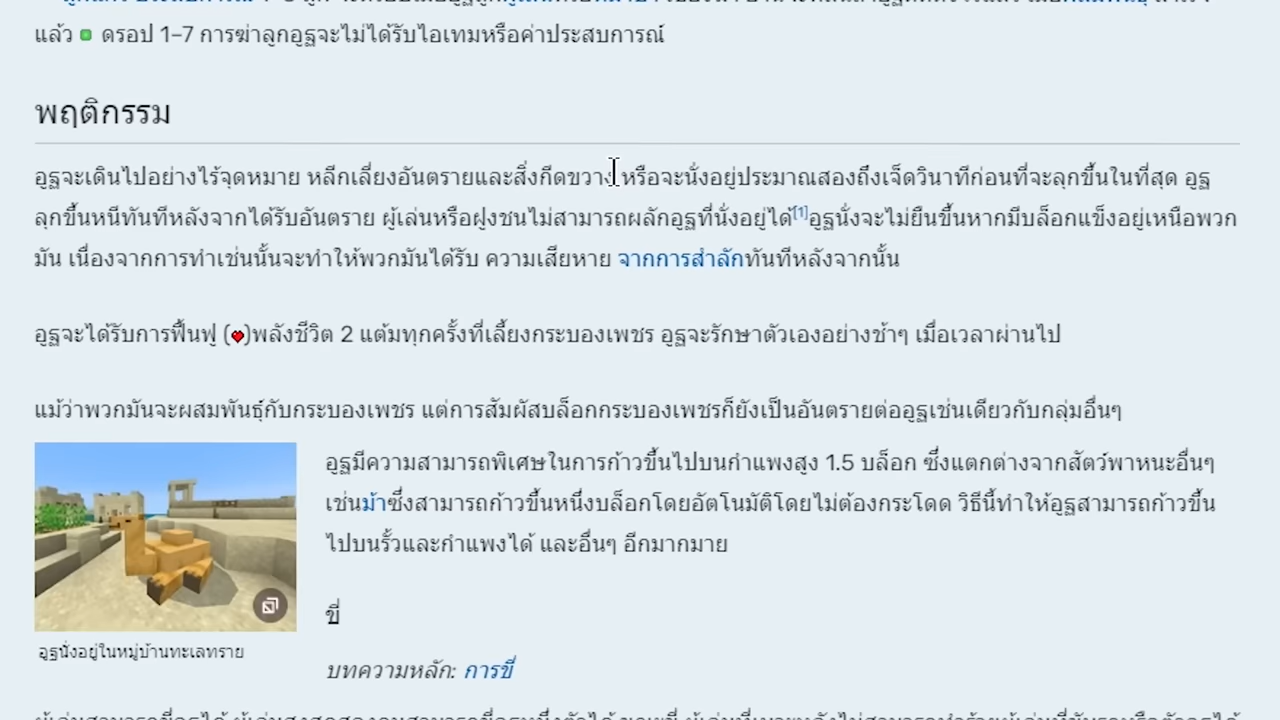 แล้ว ดรอป 1–7 การฆ่าลูกอูฐจะไม่ได้รับไอเทมหรือค่าประสบการณ์
พฤติกรรม
อูฐจะเดินไปอย่างไร้จุดหมาย หลีกเลี่ยงอันตรายและสิ่งกีดขวาง หรือจะนั่งอยู่ประมาณสองถึงเจ็ดวินาทีก่อนที่จะลุกขึ้นในที่สุด อูฐ
ลุกขึ้นหนีทันทีหลังจากได้รับอันตราย ผู้เล่นหรือฝูงชนไม่สามารถผลักอูฐที่นั่งอยู่ได้[1]อูฐนั่งจะไม่ยืนขึ้นหากมีบล็อกแข็งอยู่เหนือพวก
มัน เนื่องจากการทำเช่นนั้นจะทำให้พวกมันได้รับ ความเสียหาย จากการสำลักทันทีหลังจากนั้น
อูฐจะได้รับการฟื้นฟู ()พลังชีวิต 2 แต้มทุกครั้งที่เลี้ยงกระบองเพชร อูฐจะรักษาตัวเองอย่างช้าๆ เมื่อเวลาผ่านไป
แม้ว่าพวกมันจะผสมพันธุ์กับกระบองเพชร แต่การสัมผัสบล็อกกระบองเพชรก็ยังเป็นอันตรายต่ออูฐเช่นเดียวกับกลุ่มอื่นๆ
อูฐมีความสามารถพิเศษในการก้าวขึ้นไปบนกำแพงสูง 1.5 บล็อก ซึ่งแตกต่างจากสัตว์พาหนะอื่นๆ
เช่นม้าซึ่งสามารถก้าวขึ้นหนึ่งบล็อกโดยอัตโนมัติโดยไม่ต้องกระโดด วิธีนี้ทำให้อูฐสามารถก้าวขึ้น
ไปบนรั้วและกำแพงได้ และอื่นๆ อีกมากมาย
ขี่
อูฐนั่งอยู่ในหมู่บ้านทะเลทราย
บทความหลัก: การขี่